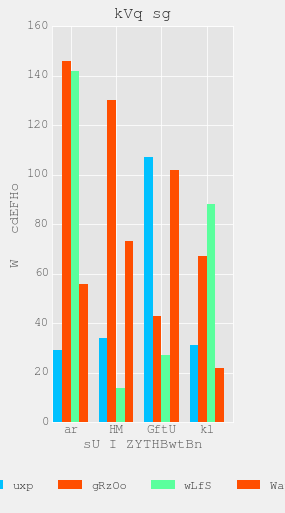 kVq sg
160
140
120
100
80
60
40
20
0
W cdEFHo
ar HM GftU kl
sU I ZYTHBwtBn
uxp gRzOo wLfS Wa